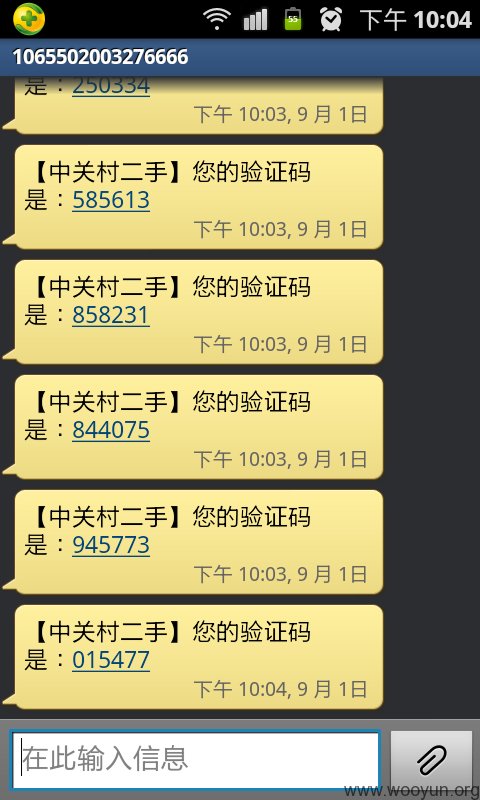 55
下午 10:04
1065502003276666
是：250334
下午 10:03, 9 月 1日
【中关村二手】您的验证码
是：585613
下午 10:03, 9 月 1日
【中关村二手】您的验证码
是：858231
下午 10:03, 9 月 1日
【中关村二手】您的验证码
是：844075
下午 10:03, 9 月 1日
【中关村二手】您的验证码
是：945773
下午 10:03, 9 月 1日
【中关村二手】您的验证码
是：015477
下午 10:04, 9 月 1日
在此输入信息
www.wooyun.org